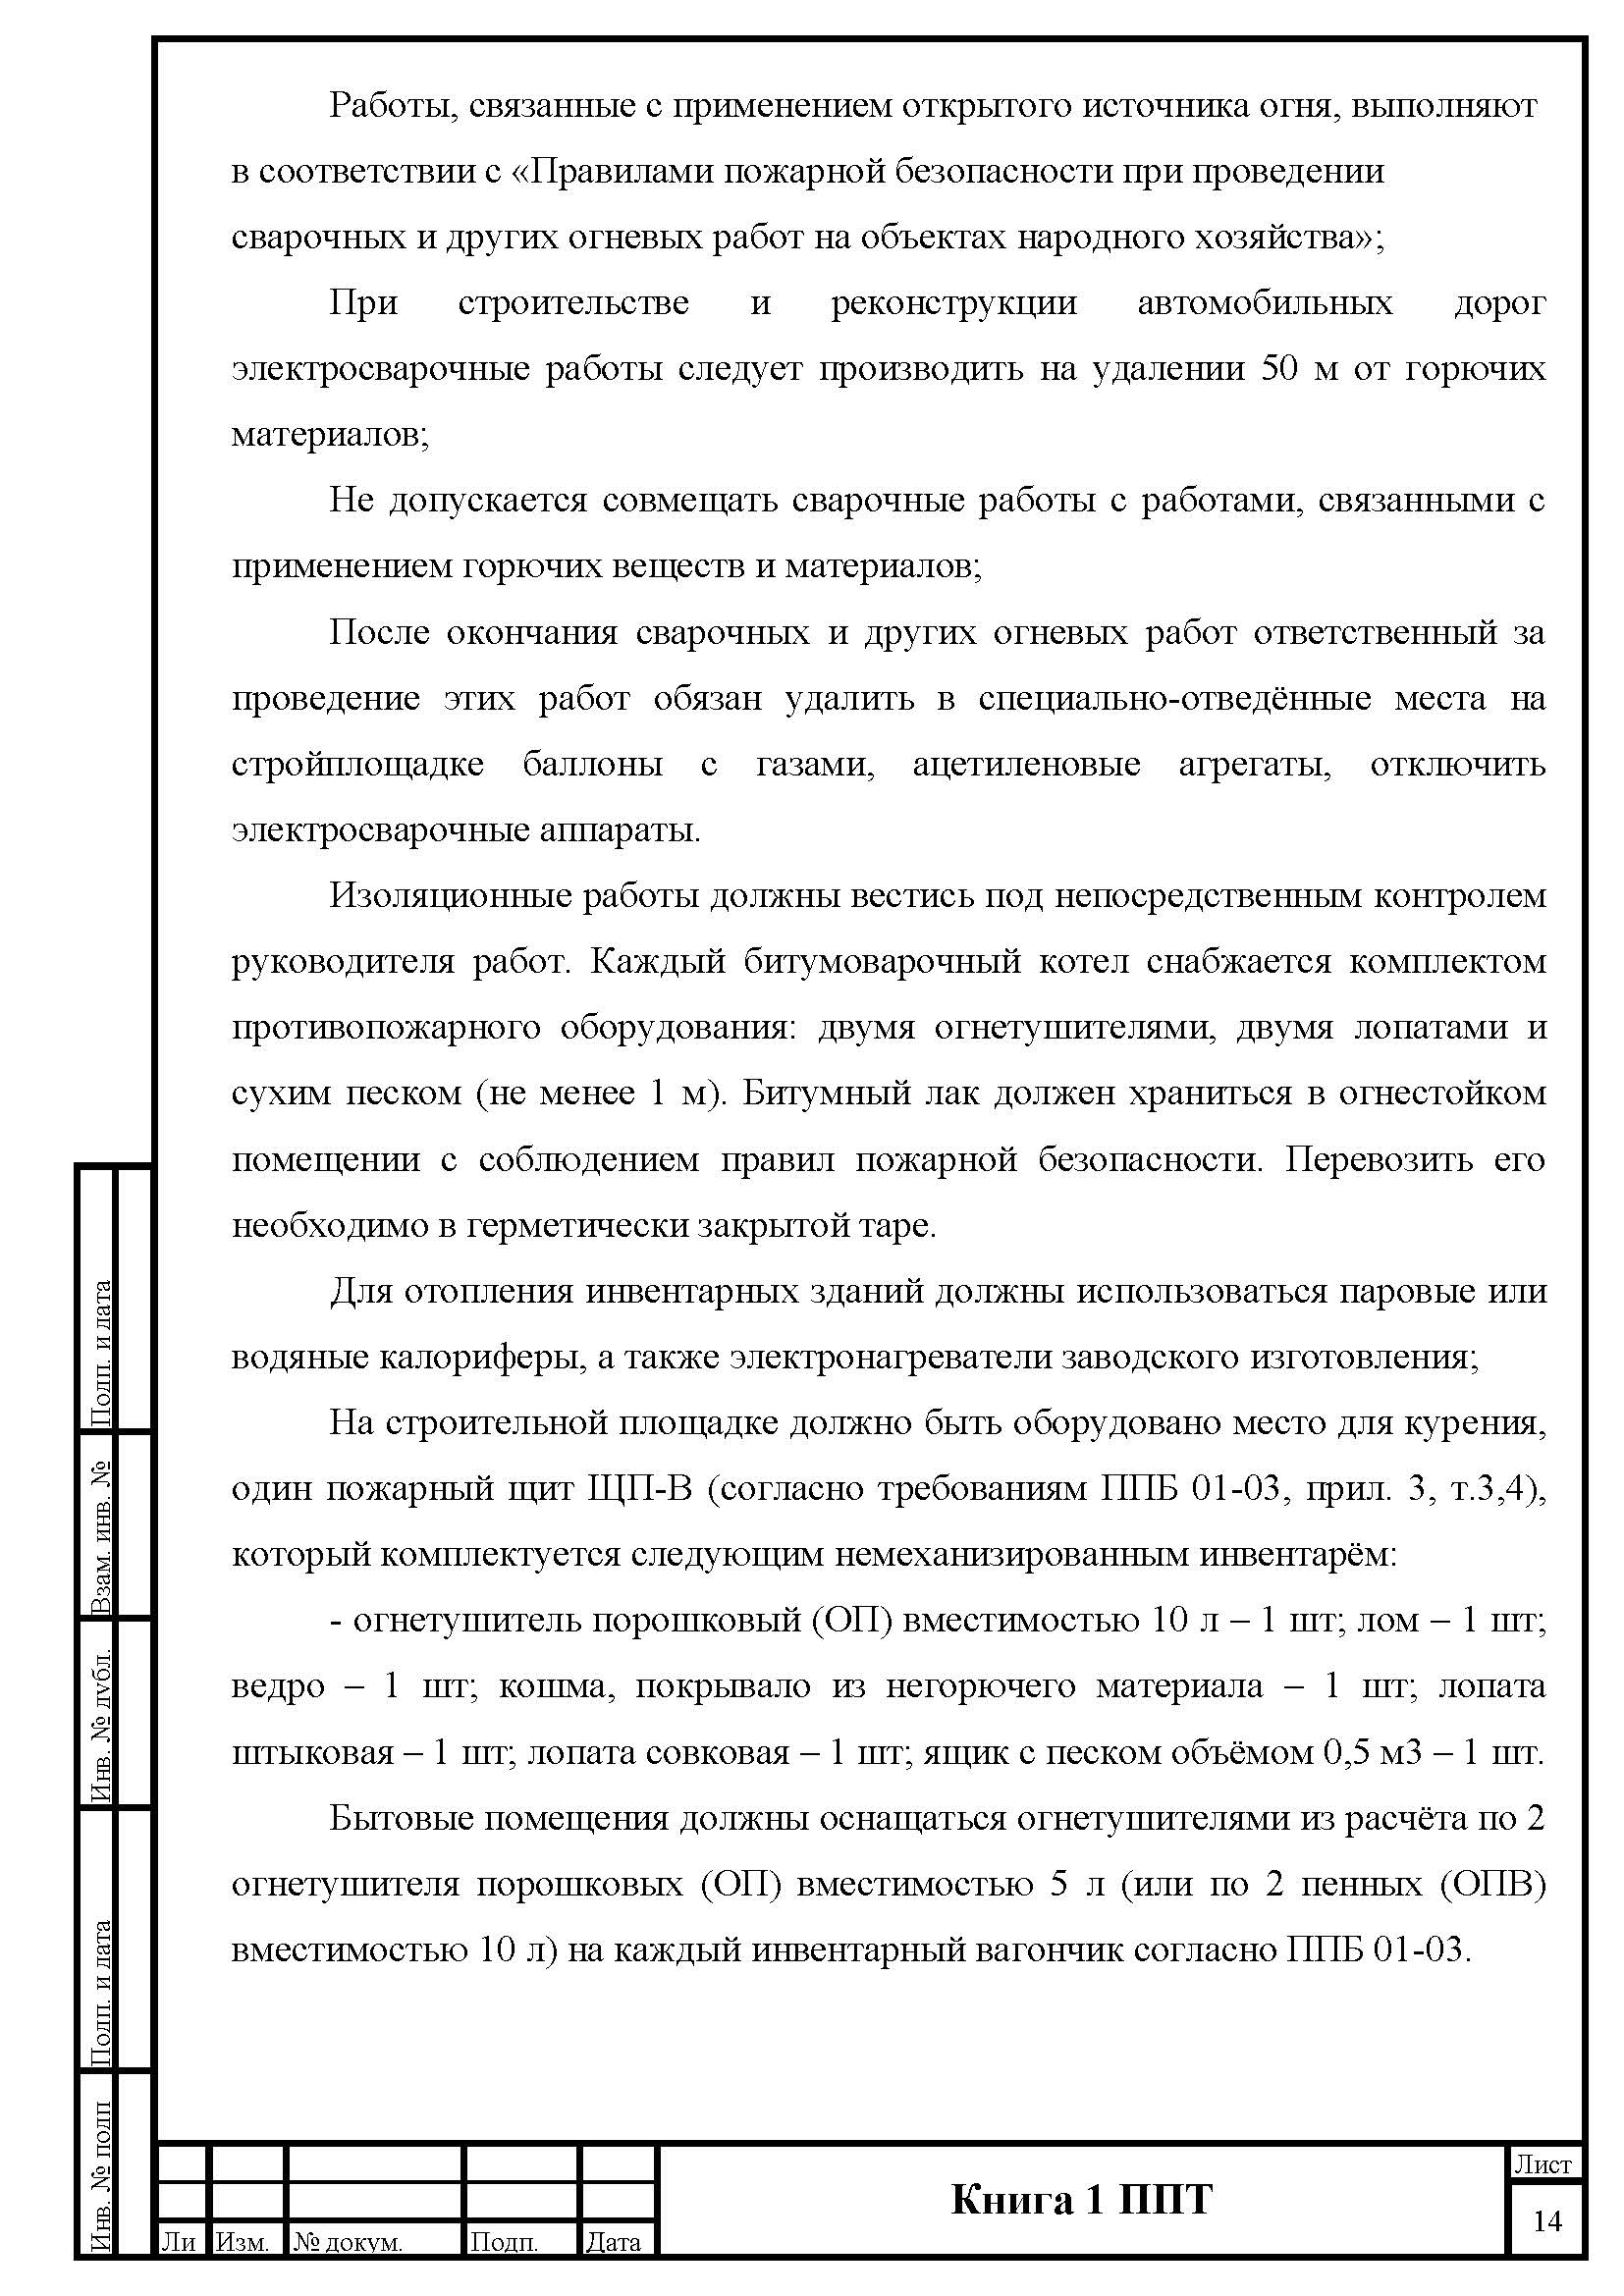 Работы, связанные с применением открытого источника огня, выполняют
в соответствии с «Правилами пожарной безопасности при проведении
сварочных и других огневых работ на объектах народного хозяйства»;
При строительстве и реконструкции автомобильных дорог
электросварочные работы следует производить на удалении 50 м от горючих
материалов;
Не допускается совмещать сварочные работы с работами, связанными с
применением горючих веществ и материалов;
После окончания сварочных и других огневых работ ответственный за
проведение этих работ обязан удалить в специально-отведённые места на
стройплощадке баллоны с газами, ацетиленовые агрегаты, отключить
электросварочные аппараты.
Изоляционные работы должны вестись под непосредственным контролем
руководителя работ. Каждый битумоварочный котел снабжается комплектом
противопожарного оборудования: двумя огнетушителями, двумя лопатами и
сухим песком (не менее 1 м). Битумный лак должен храниться в огнестойком
помещении с соблюдением правил пожарной безопасности. Перевозить его
необходимо в герметически закрытой таре.
Для отопления инвентарных зданий должны использоваться паровые или
водяные калориферы, а также электронагреватели заводского изготовления;
На строительной площадке должно быть оборудовано место для курения,
один пожарный щит ЩП-В (согласно требованиям ППБ 01-03, прил. 3, т.3,4),
который комплектуется следующим немеханизированным инвентарём:
- огнетушитель порошковый (ОП) вместимостью 10 л – 1 шт; лом – 1 шт;
ведро – 1 шт; кошма, покрывало из негорючего материала – 1 шт; лопата
штыковая – 1 шт; лопата совковая – 1 шт; ящик с песком объёмом 0,5 м3 – 1 шт.
Бытовые помещения должны оснащаться огнетушителями из расчёта по 2
огнетушителя порошковых (ОП) вместимостью 5 л (или по 2 пенных (ОПВ)
вместимостью 10 л) на каждый инвентарный вагончик согласно ППБ 01-03.
Подп. и дата
Взам. инв. №
Инв. № дубл.
Подп. и дата
Инв. № подп
Ли Изм. № докум. Подп. Дата
Книга 1 ППТ
Лист
14